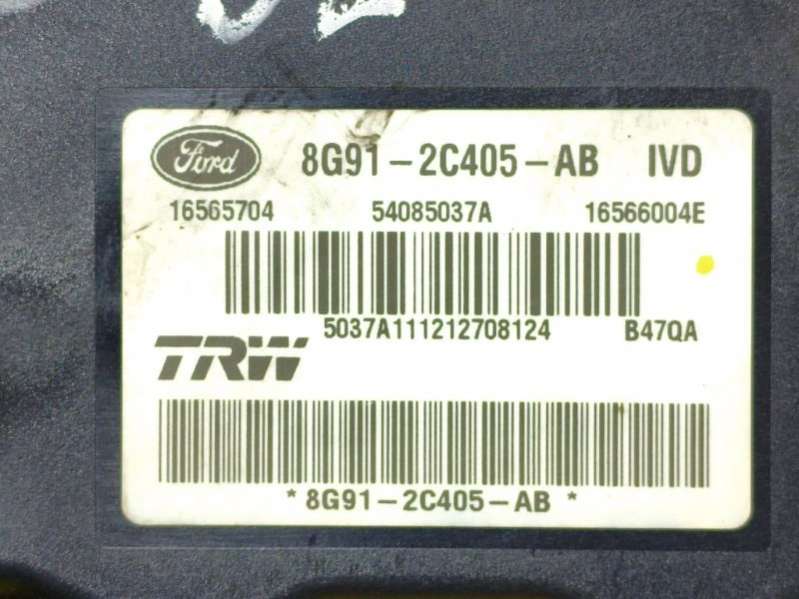 Ford 8G91-2C405-AB IVD
16565704 54085037A 16566004E
5037A111212708124 B47QA
TRW
*8G91-2C405-AB*